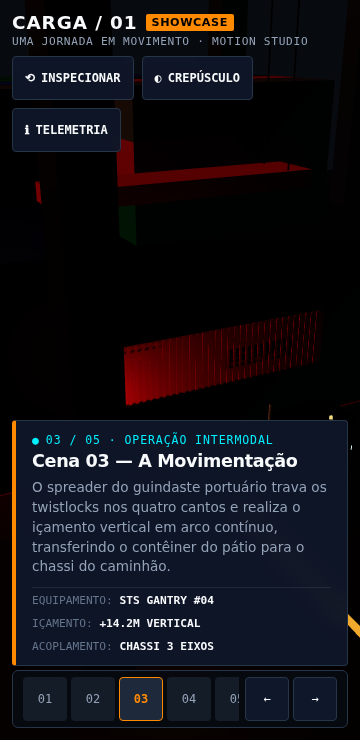 CARGA / 01 SHOWCASE
UMA JORNADA EM MOVIMENTO · MOTION STUDIO
⟲ INSPECIONAR
◐ CREPÚSCULO
ℹ TELEMETRIA
● 03 / 05 · OPERAÇÃO INTERMODAL
Cena 03 — A Movimentação
O spreader do guindaste portuário trava os
twistlocks nos quatro cantos e realiza o
içamento vertical em arco contínuo,
transferindo o contêiner do pátio para o
chassi do caminhão.
EQUIPAMENTO: STS GANTRY #04
IÇAMENTO: +14.2M VERTICAL
ACOPLAMENTO: CHASSI 3 EIXOS
01 02 03 04 05 ← →